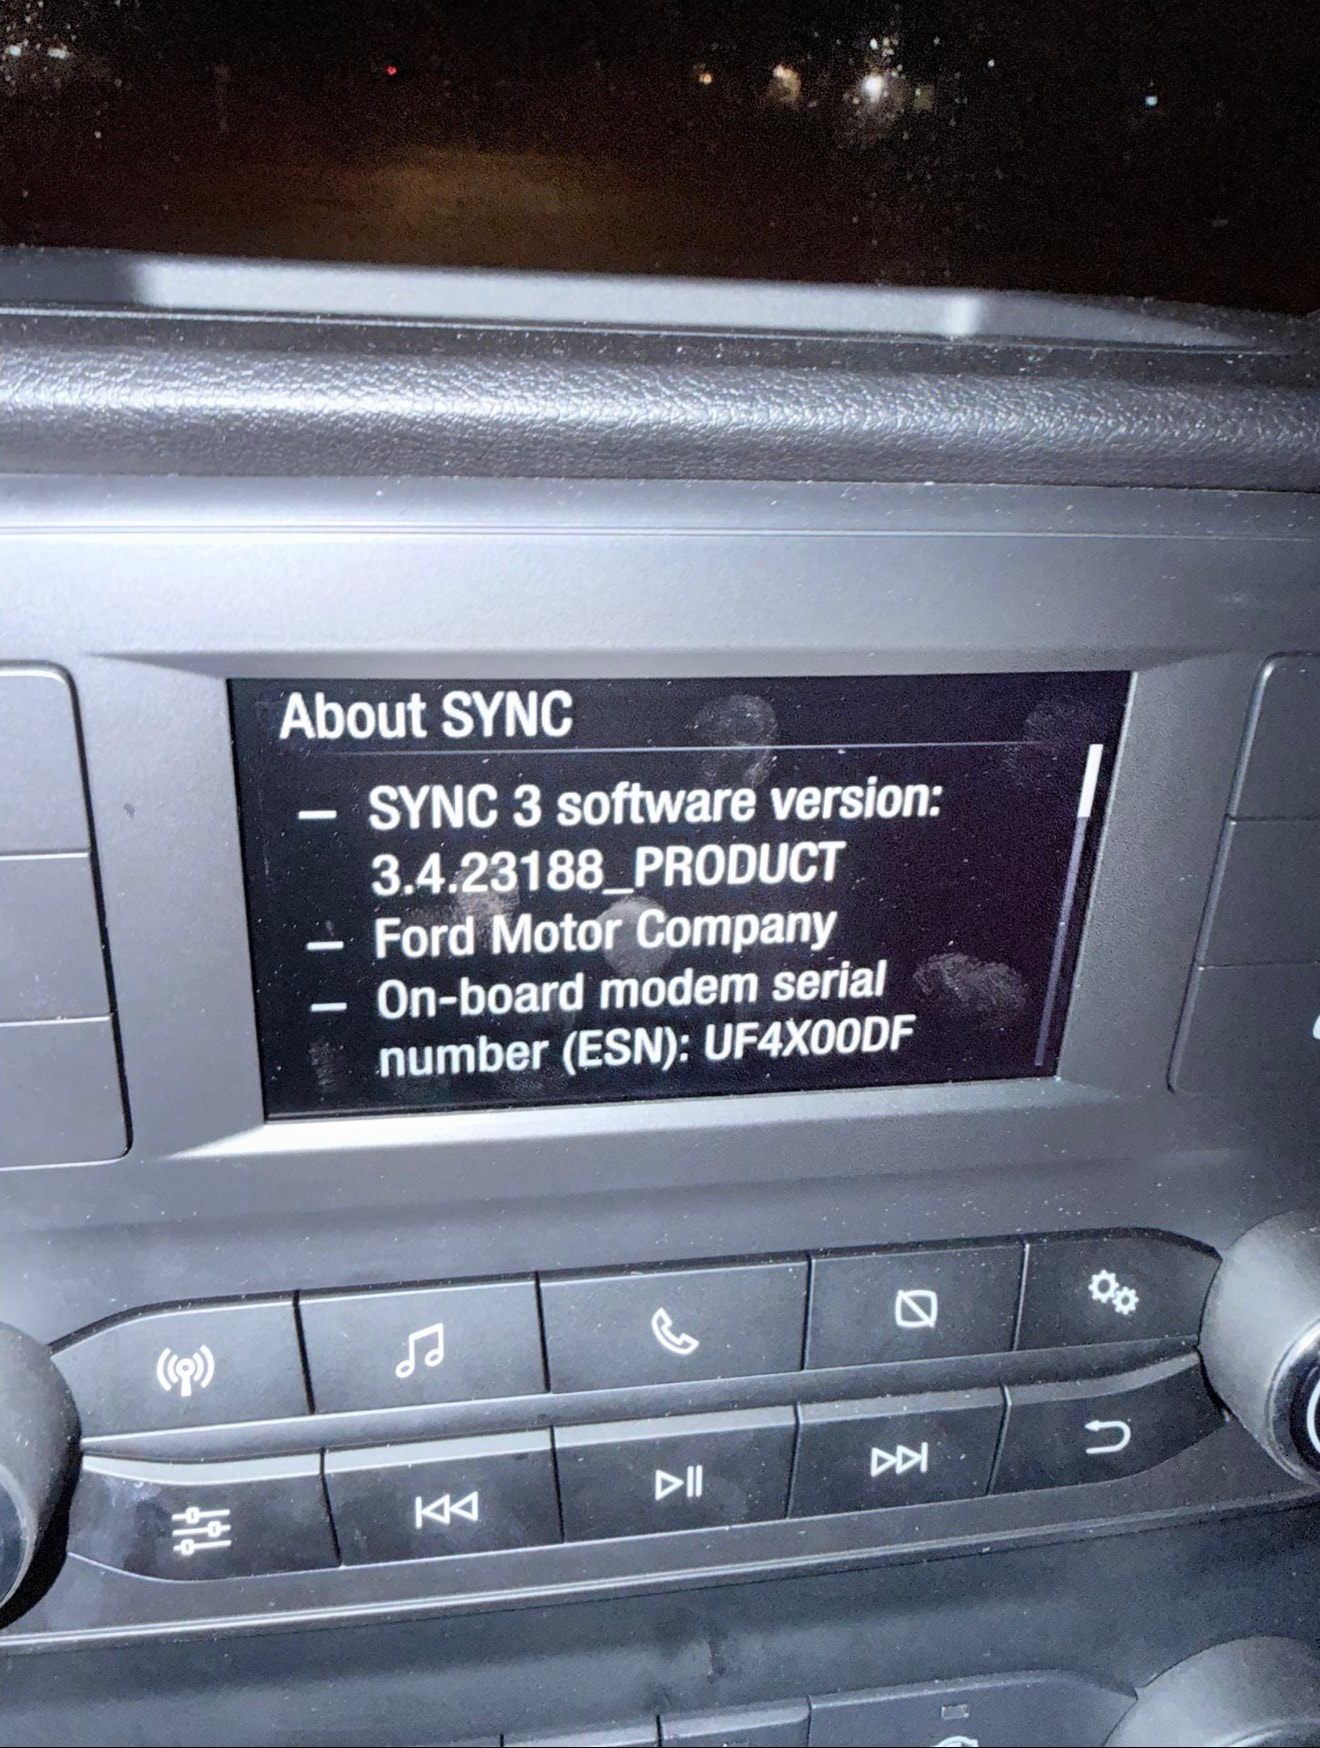 About SYNC
– SYNC 3 software version:
3.4.23188_PRODUCT
– Ford Motor Company
– On-board modem serial
number (ESN): UF4X00DF